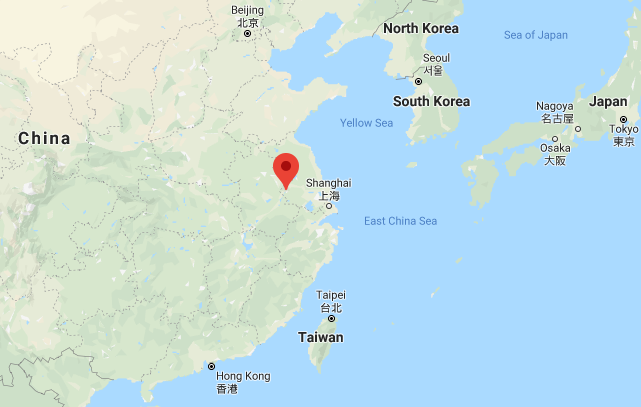 Beijing
北京
North Korea
Sea of Japan
Seoul
서울
South Korea
Nagoya
名古屋
Japan
Tokyo
東京
Yellow Sea
China
Osaka
大阪
Shanghai
上海
East China Sea
Taipei
台北
Taiwan
Hong Kong
香港